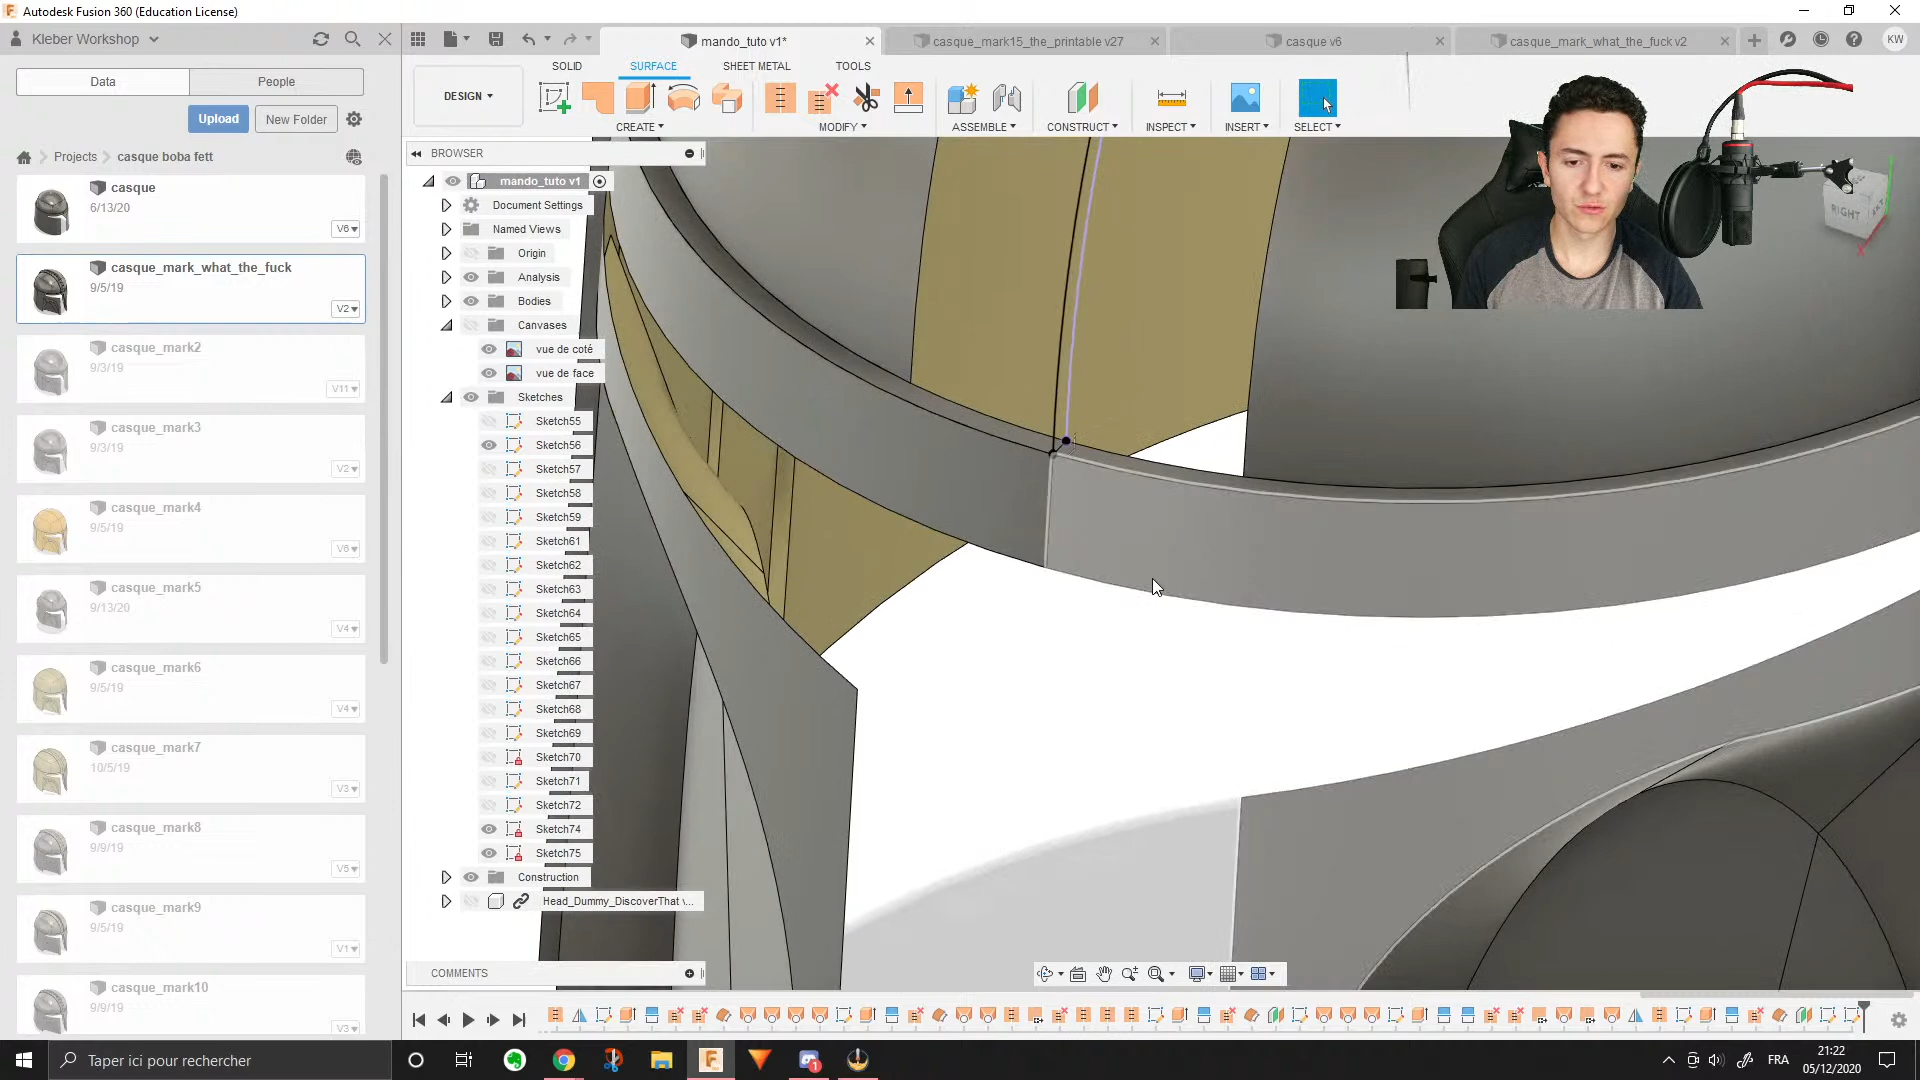 Autodesk Fusion 360 (Education License)
Kleber Workshop
mando_tuto v1*
casque_mark15_the_printable v27
casque v6
casque_mark_what_the_fuck v2
KW
Data
People
Upload
New Folder
Projects
casque boba fett
casque
6/13/20
V6
casque_mark_what_the_fuck
9/5/19
V2
casque_mark2
9/3/19
V11
casque_mark3
9/3/19
V2
casque_mark4
9/5/19
V6
casque_mark5
9/13/20
V4
casque_mark6
9/5/19
V4
casque_mark7
10/5/19
V3
casque_mark8
9/9/19
V5
casque_mark9
9/5/19
V1
casque_mark10
9/9/19
V3
SOLID
SURFACE
SHEET METAL
TOOLS
DESIGN
CREATE
MODIFY
ASSEMBLE
CONSTRUCT
INSPECT
INSERT
SELECT
RIGHT
BROWSER
mando_tuto v1
Document Settings
Named Views
Origin
Analysis
Bodies
Canvases
vue de coté
vue de face
Sketches
Sketch55
Sketch56
Sketch57
Sketch58
Sketch59
Sketch61
Sketch62
Sketch63
Sketch64
Sketch65
Sketch66
Sketch67
Sketch68
Sketch69
Sketch70
Sketch71
Sketch72
Sketch74
Sketch75
Construction
Head_Dummy_DiscoverThat v...
COMMENTS
Taper ici pour rechercher
1
FRA
21:22
05/12/2020